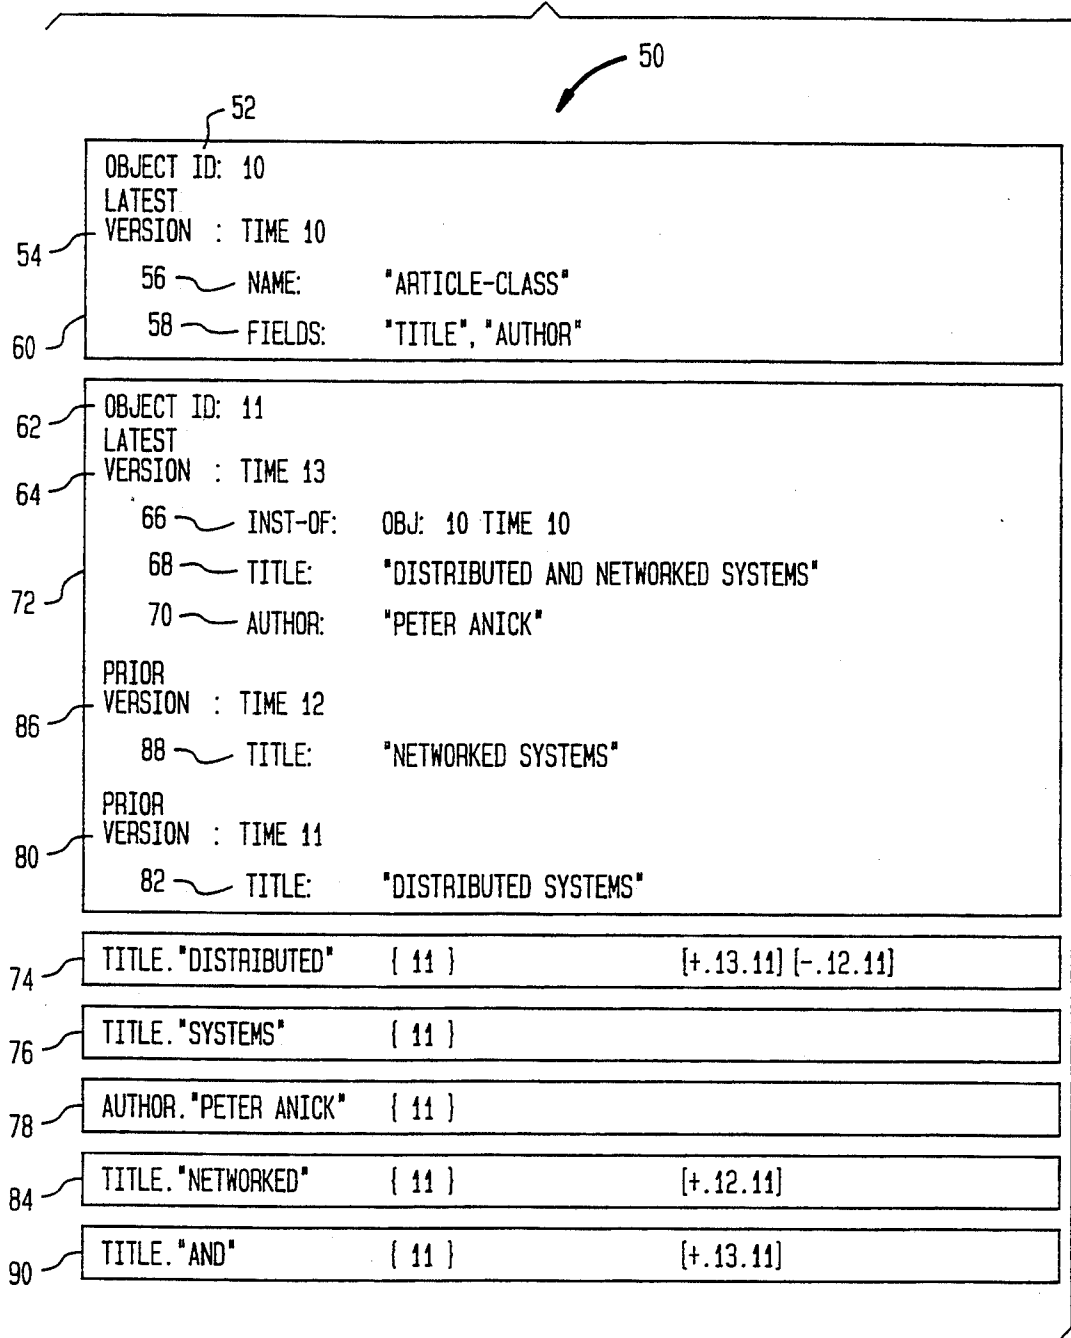 50
52
OBJECT ID: 10
LATEST
54 VERSION : TIME 10
56 NAME: "ARTICLE-CLASS"
58 FIELDS: "TITLE", "AUTHOR"
60
62 OBJECT ID: 11
LATEST
64 VERSION : TIME 13
66 INST-OF: OBJ: 10 TIME 10
68 TITLE: "DISTRIBUTED AND NETWORKED SYSTEMS"
72
70 AUTHOR: "PETER ANICK"
PRIOR
86 VERSION : TIME 12
88 TITLE: "NETWORKED SYSTEMS"
PRIOR
80 VERSION : TIME 11
82 TITLE: "DISTRIBUTED SYSTEMS"
74 TITLE."DISTRIBUTED" { 11 } [+.13.11] [-.12.11]
76 TITLE."SYSTEMS" { 11 }
78 AUTHOR."PETER ANICK" { 11 }
84 TITLE."NETWORKED" { 11 } [+.12.11]
90 TITLE."AND" { 11 } [+.13.11]